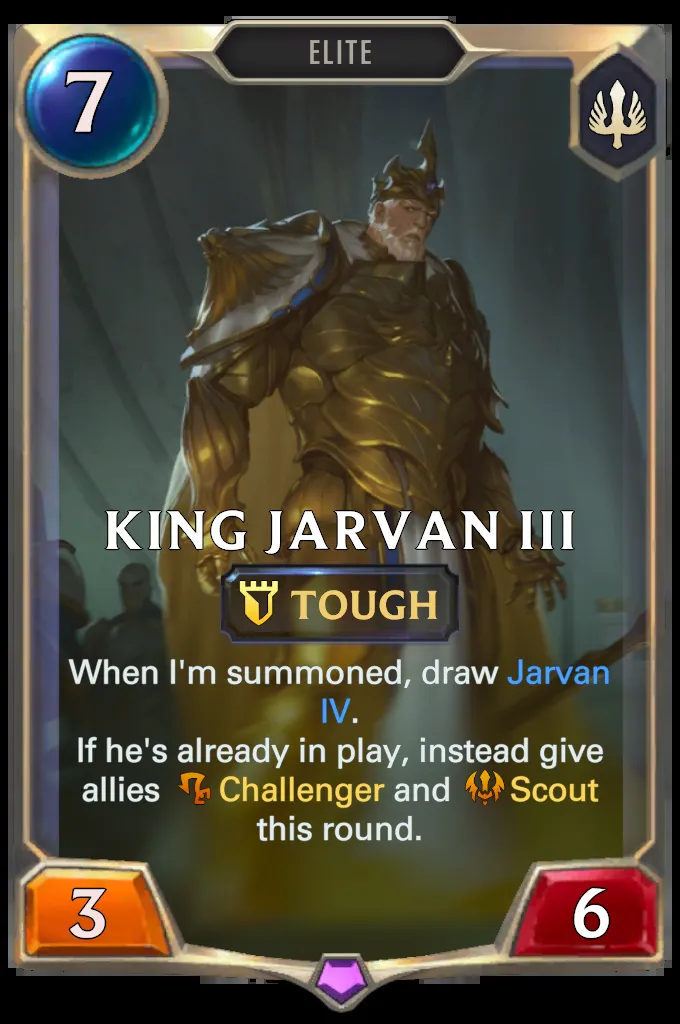 ELITE
7
KING JARVAN III
TOUGH
When I'm summoned, draw Jarvan
IV.
If he's already in play, instead give
allies Challenger and Scout
this round.
3
6